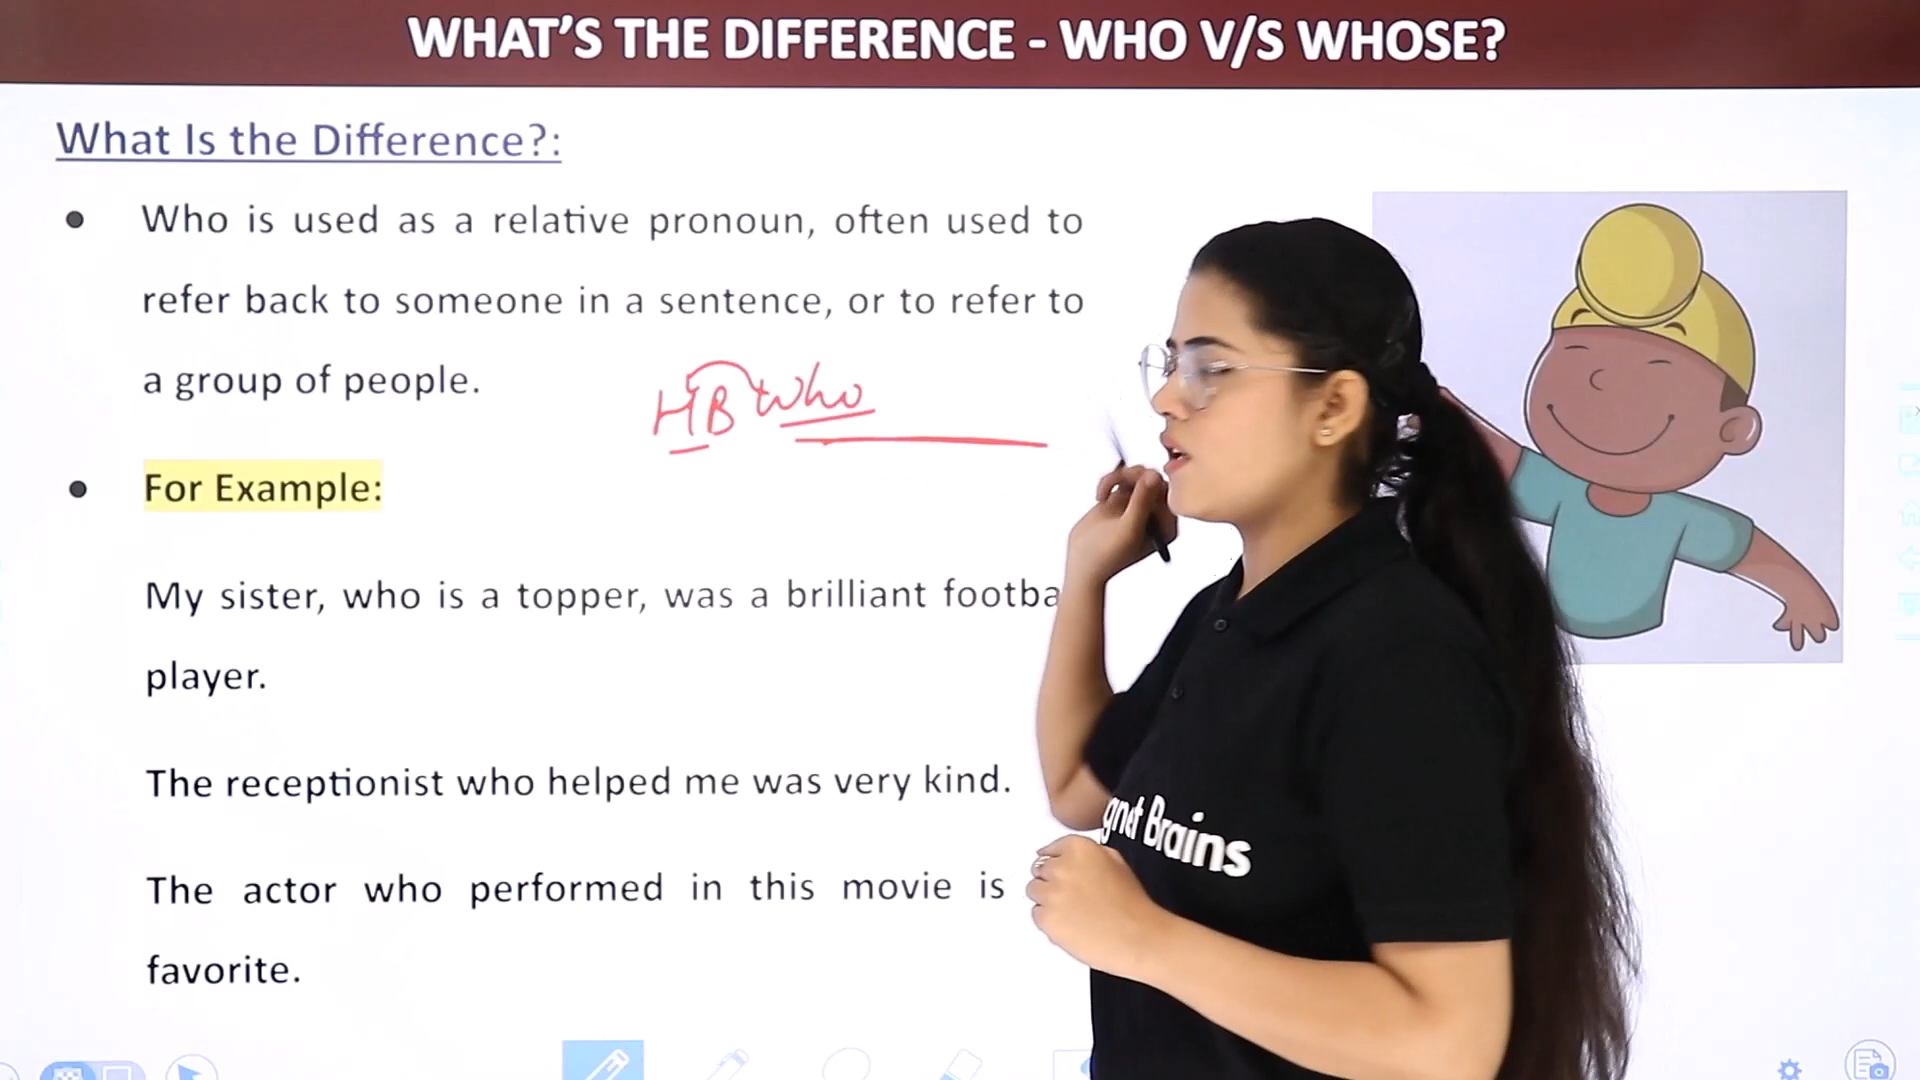 WHAT'S THE DIFFERENCE - WHO V/S WHOSE?
What Is the Difference?:
Who is used as a relative pronoun, often used to
refer back to someone in a sentence, or to refer to
a group of people.
HB who
For Example:
My sister, who is a topper, was a brilliant footba
player.
The receptionist who helped me was very kind.
The actor who performed in this movie is
favorite.
gnet Brains